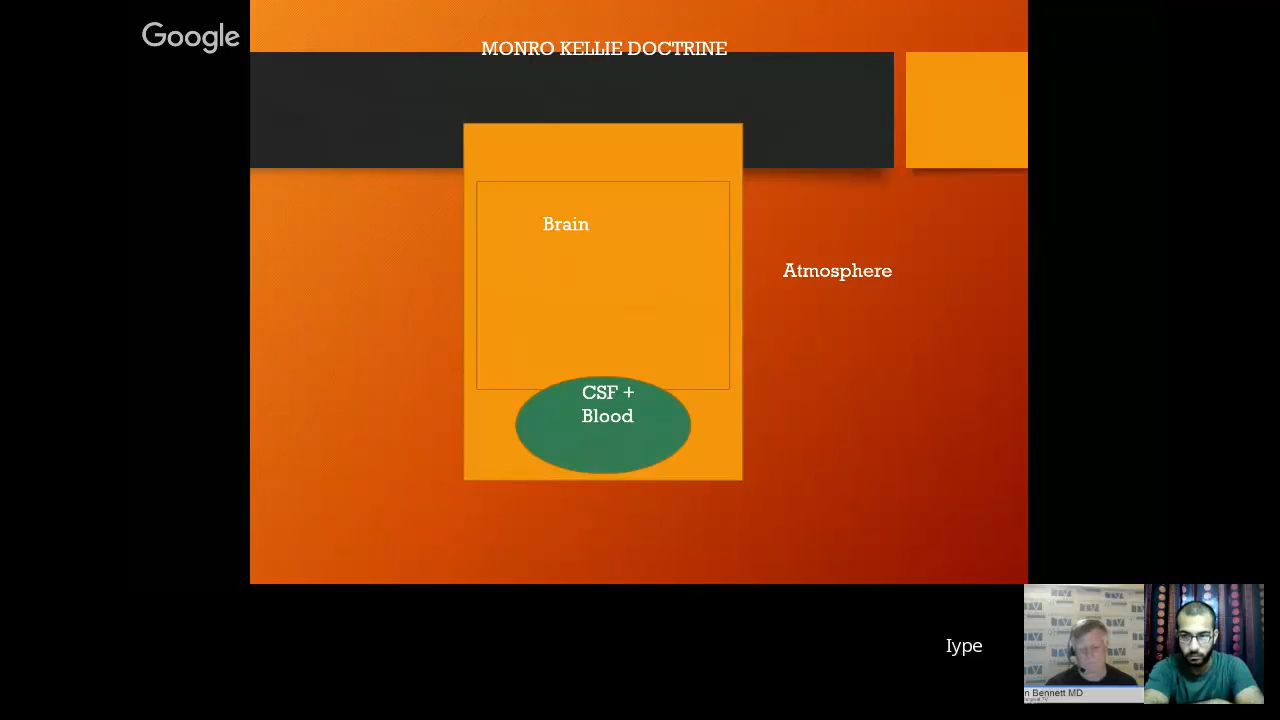 Google
MONRO KELLIE DOCTRINE
Brain
Atmosphere
CSF +
Blood
Iype
n Bennett MD